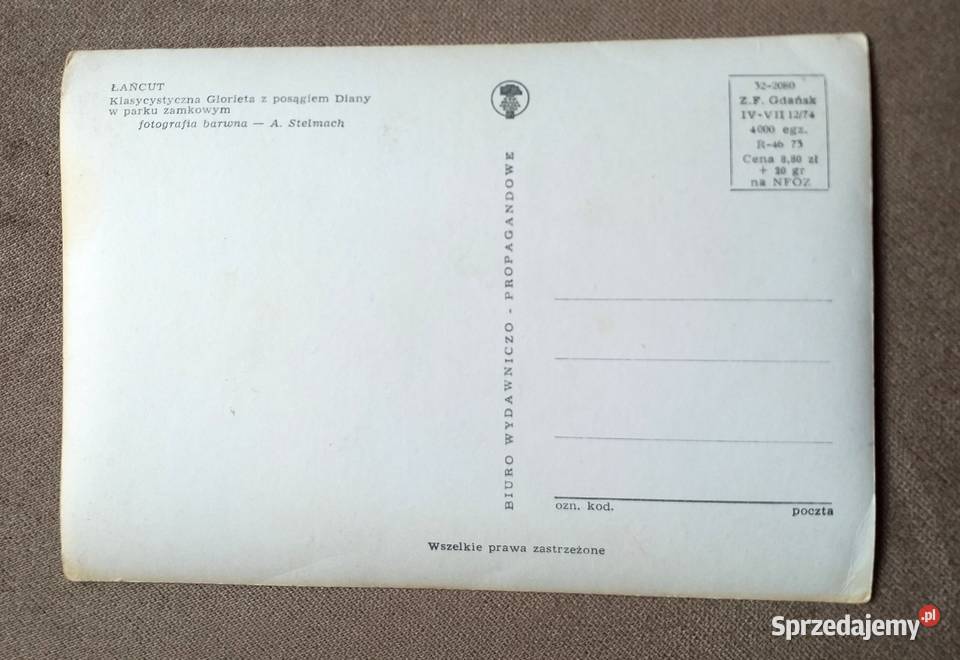 ŁAŃCUT
Klasycystyczna Glorieta z posągiem Diany
w parku zamkowym
fotografia barwna — A. Stelmach
BIURO WYDAWNICZO - PROPAGANDOWE
32-2080
Z.F. Gdańsk
IV-VII 12/74
4000 egz.
R-46 73
Cena 8,80 zł
+ 20 gr
na NFOZ
ozn. kod.
poczta
Wszelkie prawa zastrzeżone
Sprzedajemy.pl